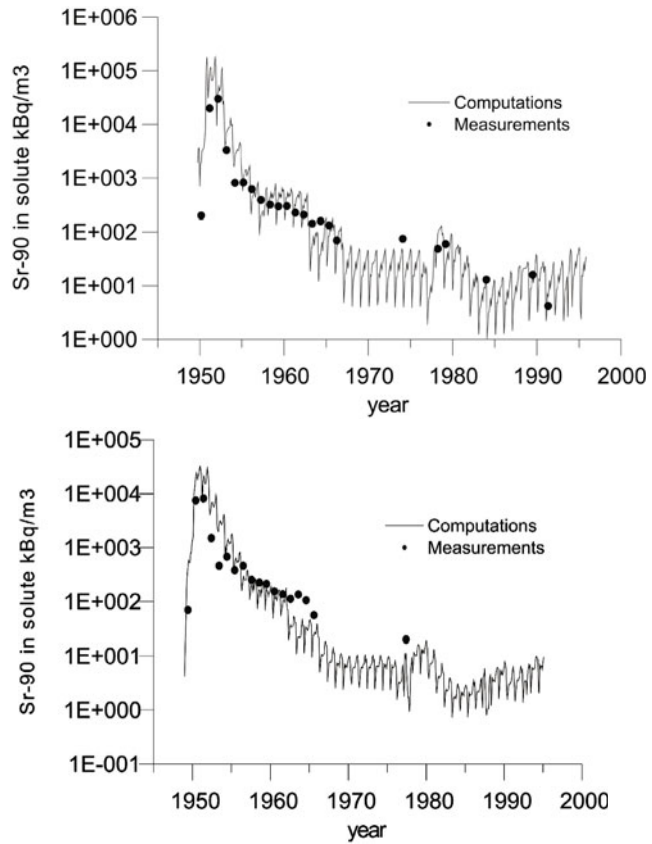 1E+006
1E+005
1E+004
1E+003
1E+002
1E+001
1E+000
Sr-90 in solute kBq/m3
Computations
Measurements
1950 1960 1970 1980 1990 2000
year
1E+005
1E+004
1E+003
1E+002
1E+001
1E+000
1E-001
Sr-90 in solute kBq/m3
Computations
Measurements
1950 1960 1970 1980 1990 2000
year